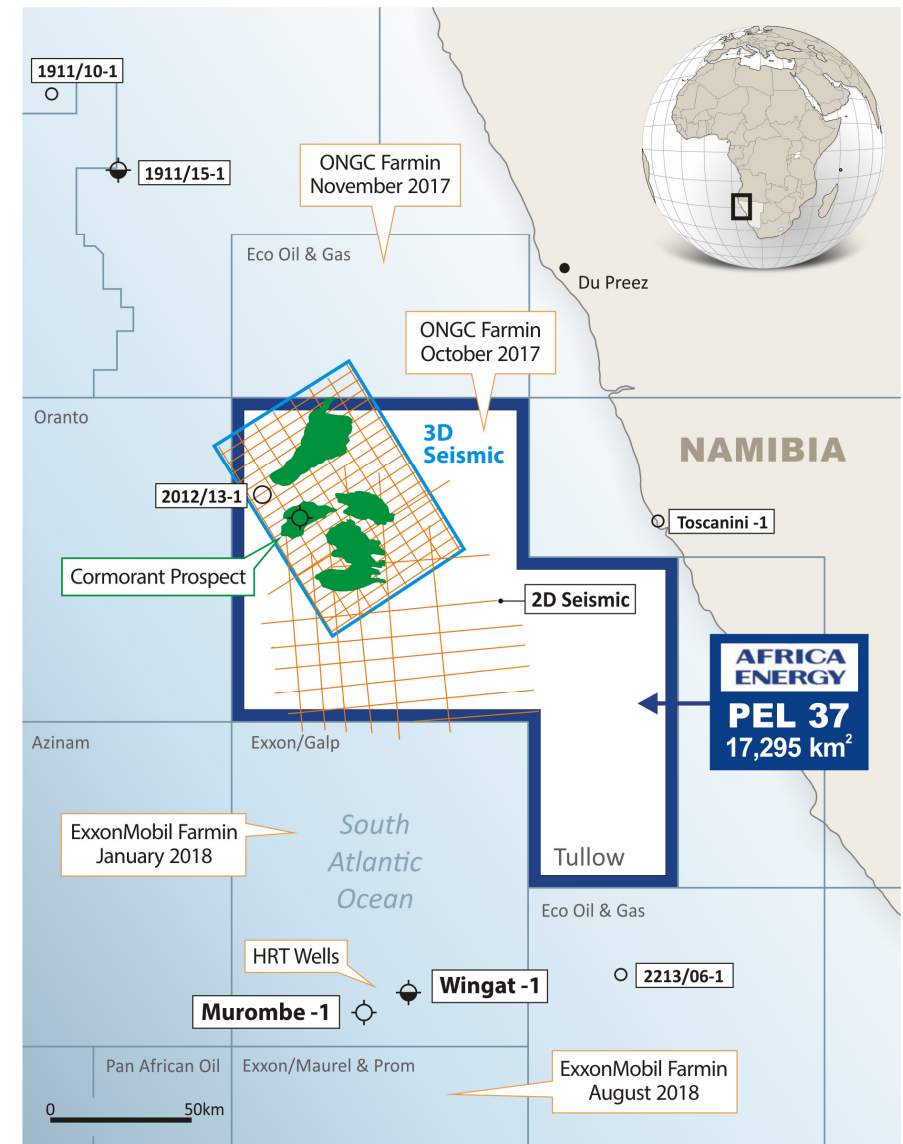 1911/10-1
1911/15-1
ONGC Farmin
November 2017
Eco Oil & Gas
Du Preez
ONGC Farmin
October 2017
Oranto
3D
Seismic
NAMIBIA
2012/13-1
Toscanini -1
Cormorant Prospect
2D Seismic
AFRICA
ENERGY
PEL 37
17,295 km²
Azinam
Exxon/Galp
ExxonMobil Farmin
January 2018
South
Atlantic
Ocean
Tullow
Eco Oil & Gas
HRT Wells
2213/06-1
Wingat -1
Murombe -1
Pan African Oil
Exxon/Maurel & Prom
ExxonMobil Farmin
August 2018
0
50km